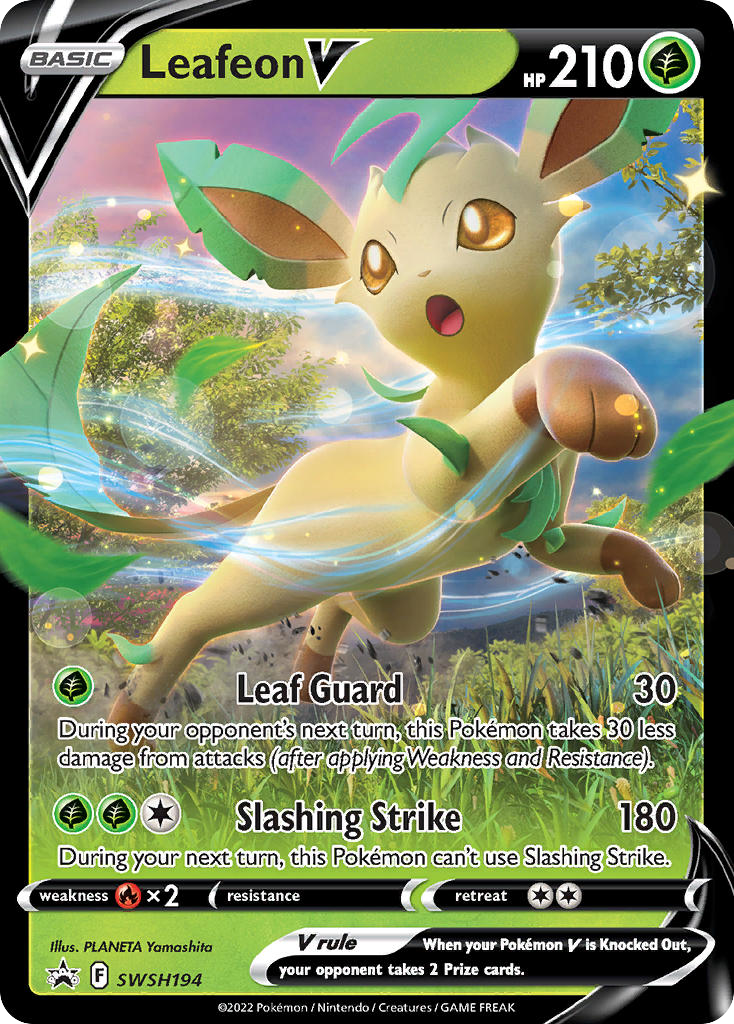 BASIC
Leafeon V
HP 210
Leaf Guard 30
During your opponent's next turn, this Pokémon takes 30 less
damage from attacks (after applying Weakness and Resistance).
Slashing Strike 180
During your next turn, this Pokémon can't use Slashing Strike.
weakness ×2 resistance retreat
Illus. PLANETA Yamashita
V rule When your Pokémon V is Knocked Out,
your opponent takes 2 Prize cards.
F SWSH194
©2022 Pokémon / Nintendo / Creatures / GAME FREAK